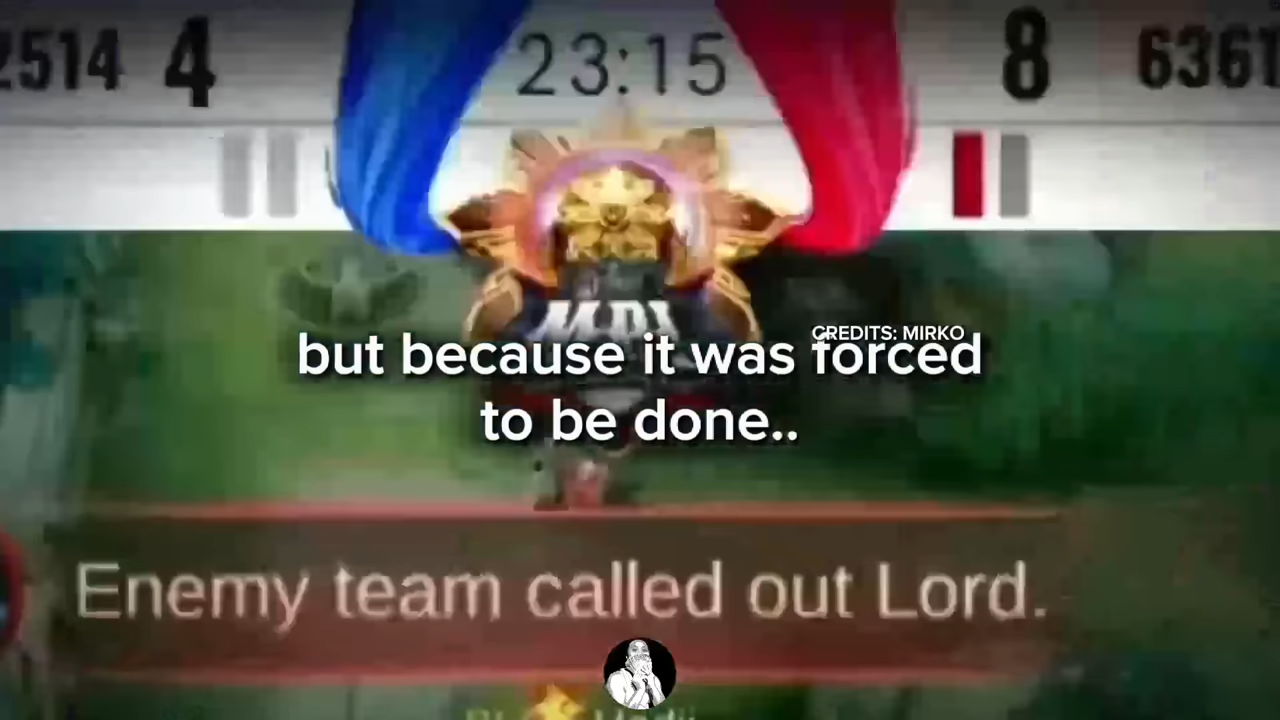 2514 4 23:15 8 6361
CREDITS: MIRKO
but because it was forced
to be done..
Enemy team called out Lord.